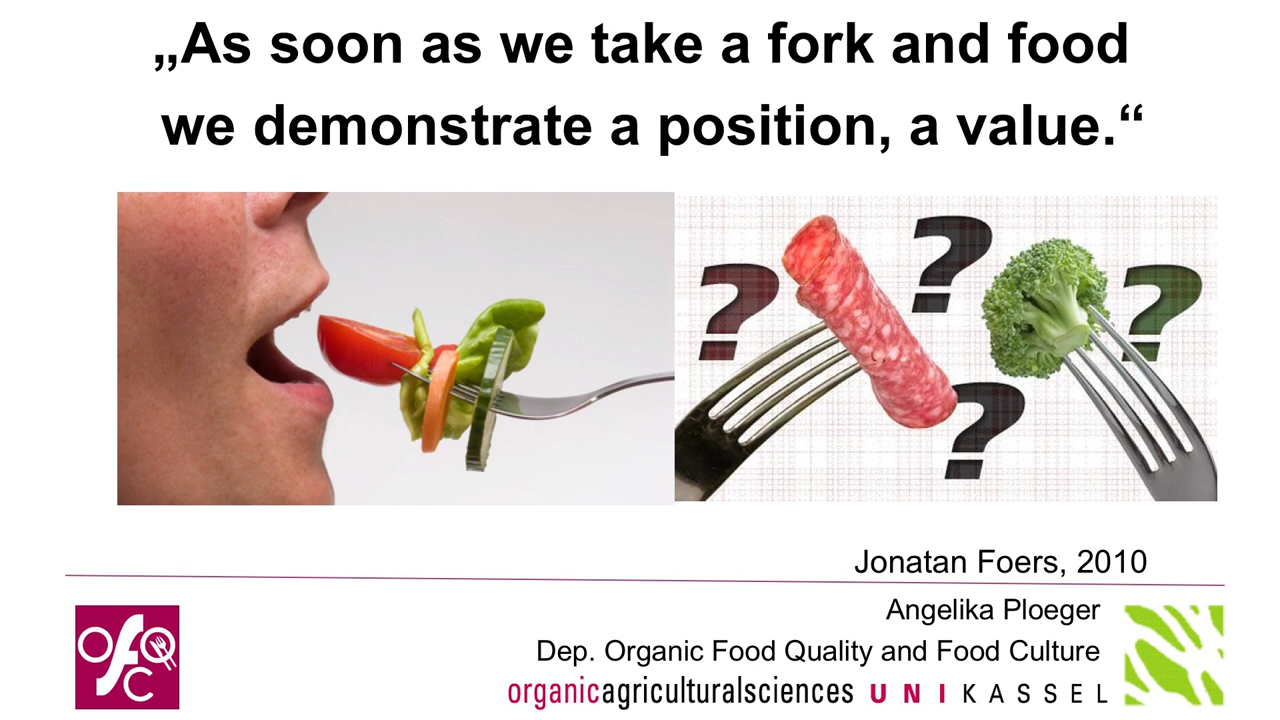 „As soon as we take a fork and food
we demonstrate a position, a value.“
? ? ? ?
Jonatan Foers, 2010
Angelika Ploeger
Dep. Organic Food Quality and Food Culture
organicagriculturalsciences UNIKASSEL
OFQC